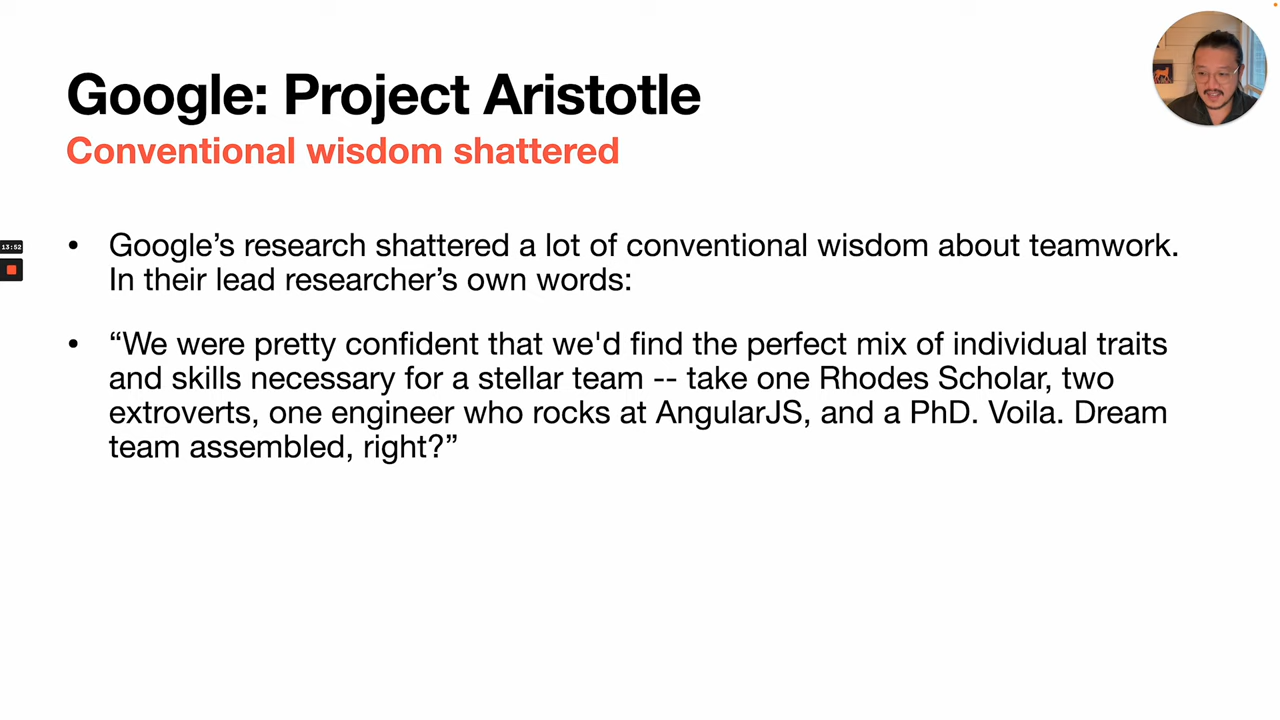 Google: Project Aristotle
Conventional wisdom shattered
13:52
• Google’s research shattered a lot of conventional wisdom about teamwork.
In their lead researcher’s own words:
• “We were pretty confident that we'd find the perfect mix of individual traits
and skills necessary for a stellar team -- take one Rhodes Scholar, two
extroverts, one engineer who rocks at AngularJS, and a PhD. Voila. Dream
team assembled, right?”